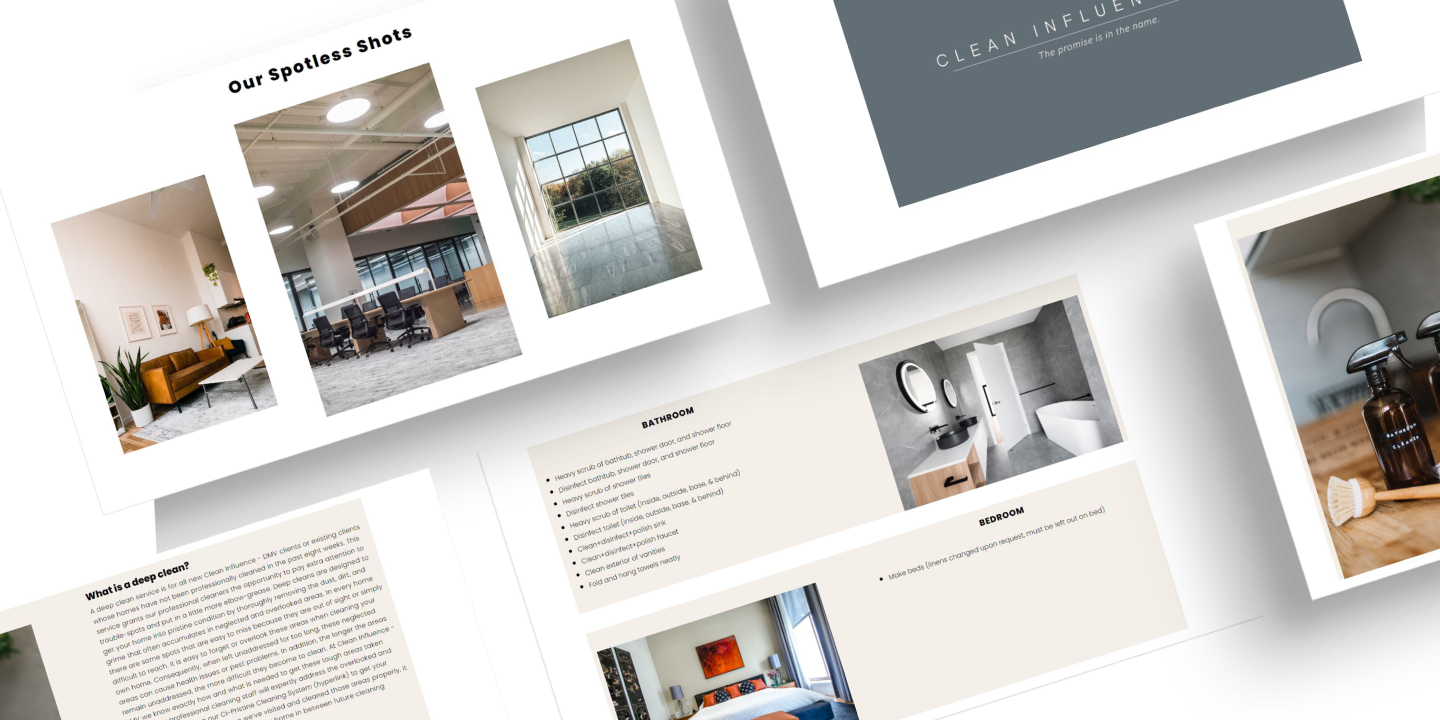 Our Spotless Shots
CLEAN INFLUEN
The promise is in the name.
BATHROOM
• Heavy scrub of bathtub, shower door, and shower floor
• Disinfect bathtub, shower door, and shower floor
• Heavy scrub of shower tiles
• Disinfect shower tiles
• Heavy scrub of toilet (inside, outside, base, & behind)
• Disinfect toilet (inside, outside, base, & behind)
• Clean+disinfect+polish sink
• Clean+disinfect+polish faucet
• Clean exterior of vanities
• Fold and hang towels neatly
BEDROOM
• Make beds (linens changed upon request, must be left out on bed)
What is a deep clean?
A deep clean service is for all new Clean Influence - DMV clients or existing clients
whose homes have not been professionally cleaned in the past eight weeks. This
service grants our professional cleaners the opportunity to pay extra attention to
trouble-spots and put in a little more elbow-grease. Deep cleans are designed to
get your home into pristine condition by thoroughly removing the dust, dirt, and
grime that often accumulates in neglected and overlooked areas. In every home
there are some spots that are easy to miss because they are out of sight or simply
difficult to reach. It is easy to forget or overlook these areas when cleaning your
own home. Consequently, when left unaddressed for too long, these neglected
areas can cause health issues or pest problems. In addition, the longer the areas
remain unaddressed, the more difficult they become to clean. At Clean Influence -
DMV we know exactly how and what is needed to get these tough areas taken
professional cleaning staff will expertly address the overlooked and
our Ci-Pristine Cleaning System (hyperlink) to get your
we've visited and cleaned those areas properly, it
home in between future cleaning
BATHROOM
CLEANER